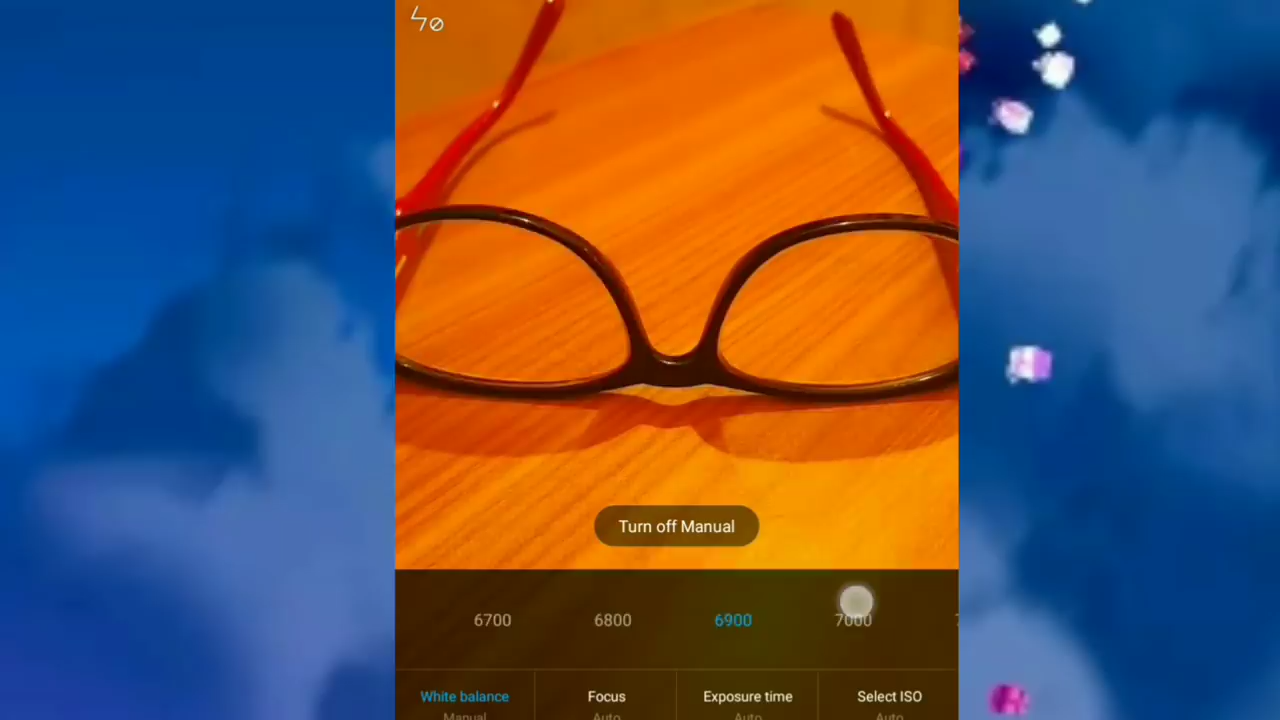 Turn off Manual
6700 6800 6900 7000
White balance Focus Exposure time Select ISO
Manual Auto Auto Auto